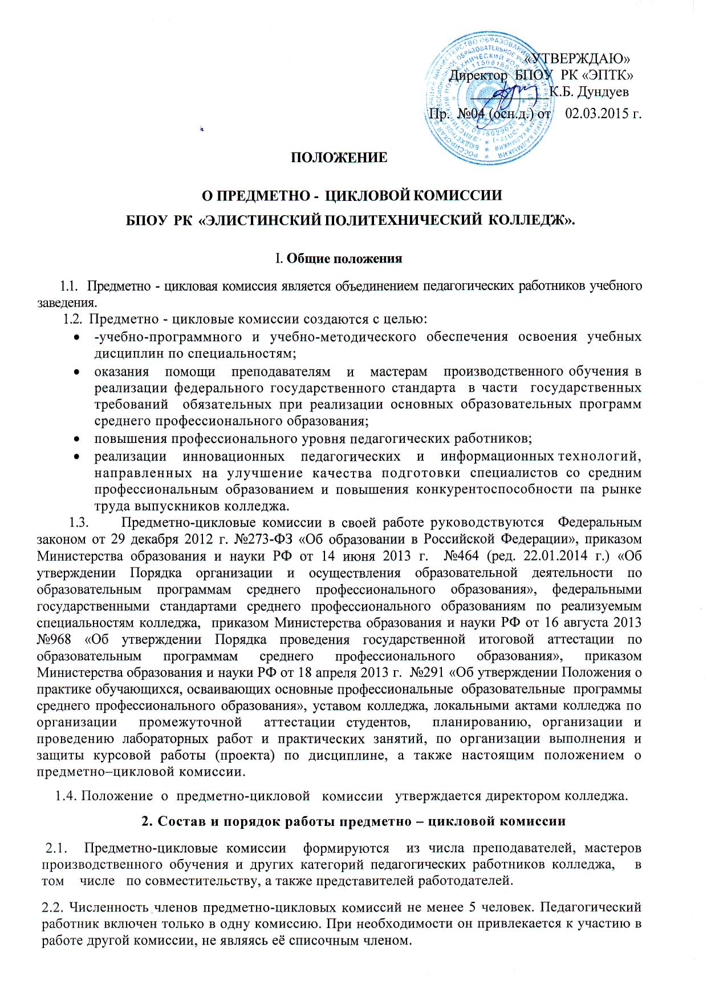 «УТВЕРЖДАЮ»
Директор БПОУ РК «ЭПТК»
___________К.Б. Дундуев
Пр. №04 (осн.д.) от 02.03.2015 г.
ПОЛОЖЕНИЕ
О ПРЕДМЕТНО - ЦИКЛОВОЙ КОМИССИИ
БПОУ РК «ЭЛИСТИНСКИЙ ПОЛИТЕХНИЧЕСКИЙ КОЛЛЕДЖ».
I. Общие положения
1.1. Предметно - цикловая комиссия является объединением педагогических работников учебного
заведения.
1.2. Предметно - цикловые комиссии создаются с целью:
• -учебно-программного и учебно-методического обеспечения освоения учебных
дисциплин по специальностям;
• оказания помощи преподавателям и мастерам производственного обучения в
реализации федерального государственного стандарта в части государственных
требований обязательных при реализации основных образовательных программ
среднего профессионального образования;
• повышения профессионального уровня педагогических работников;
• реализации инновационных педагогических и информационных технологий,
направленных на улучшение качества подготовки специалистов со средним
профессиональным образованием и повышения конкурентоспособности па рынке
труда выпускников колледжа.
1.3. Предметно-цикловые комиссии в своей работе руководствуются Федеральным
законом от 29 декабря 2012 г. №273-ФЗ «Об образовании в Российской Федерации», приказом
Министерства образования и науки РФ от 14 июня 2013 г. №464 (ред. 22.01.2014 г.) «Об
утверждении Порядка организации и осуществления образовательной деятельности по
образовательным программам среднего профессионального образования», федеральными
государственными стандартами среднего профессионального образованиям по реализуемым
специальностям колледжа, приказом Министерства образования и науки РФ от 16 августа 2013
№968 «Об утверждении Порядка проведения государственной итоговой аттестации по
образовательным программам среднего профессионального образования», приказом
Министерства образования и науки РФ от 18 апреля 2013 г. №291 «Об утверждении Положения о
практике обучающихся, осваивающих основные профессиональные образовательные программы
среднего профессионального образования», уставом колледжа, локальными актами колледжа по
организации промежуточной аттестации студентов, планированию, организации и
проведению лабораторных работ и практических занятий, по организации выполнения и
защиты курсовой работы (проекта) по дисциплине, а также настоящим положением о
предметно–цикловой комиссии.
1.4. Положение о предметно-цикловой комиссии утверждается директором колледжа.
2. Состав и порядок работы предметно – цикловой комиссии
2.1. Предметно-цикловые комиссии формируются из числа преподавателей, мастеров
производственного обучения и других категорий педагогических работников колледжа, в
том числе по совместительству, а также представителей работодателей.
2.2. Численность членов предметно-цикловых комиссий не менее 5 человек. Педагогический
работник включен только в одну комиссию. При необходимости он привлекается к участию в
работе другой комиссии, не являясь её списочным членом.